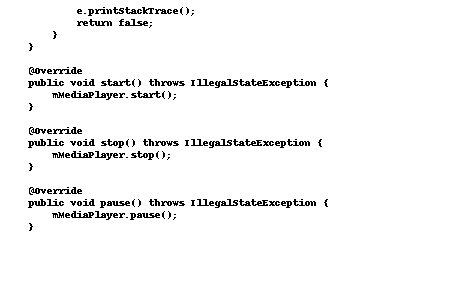 e.printStackTrace();
return false;
}
}
@Override
public void start() throws IllegalStateException {
mMediaPlayer.start();
}
@Override
public void stop() throws IllegalStateException {
mMediaPlayer.stop();
}
@Override
public void pause() throws IllegalStateException {
mMediaPlayer.pause();
}